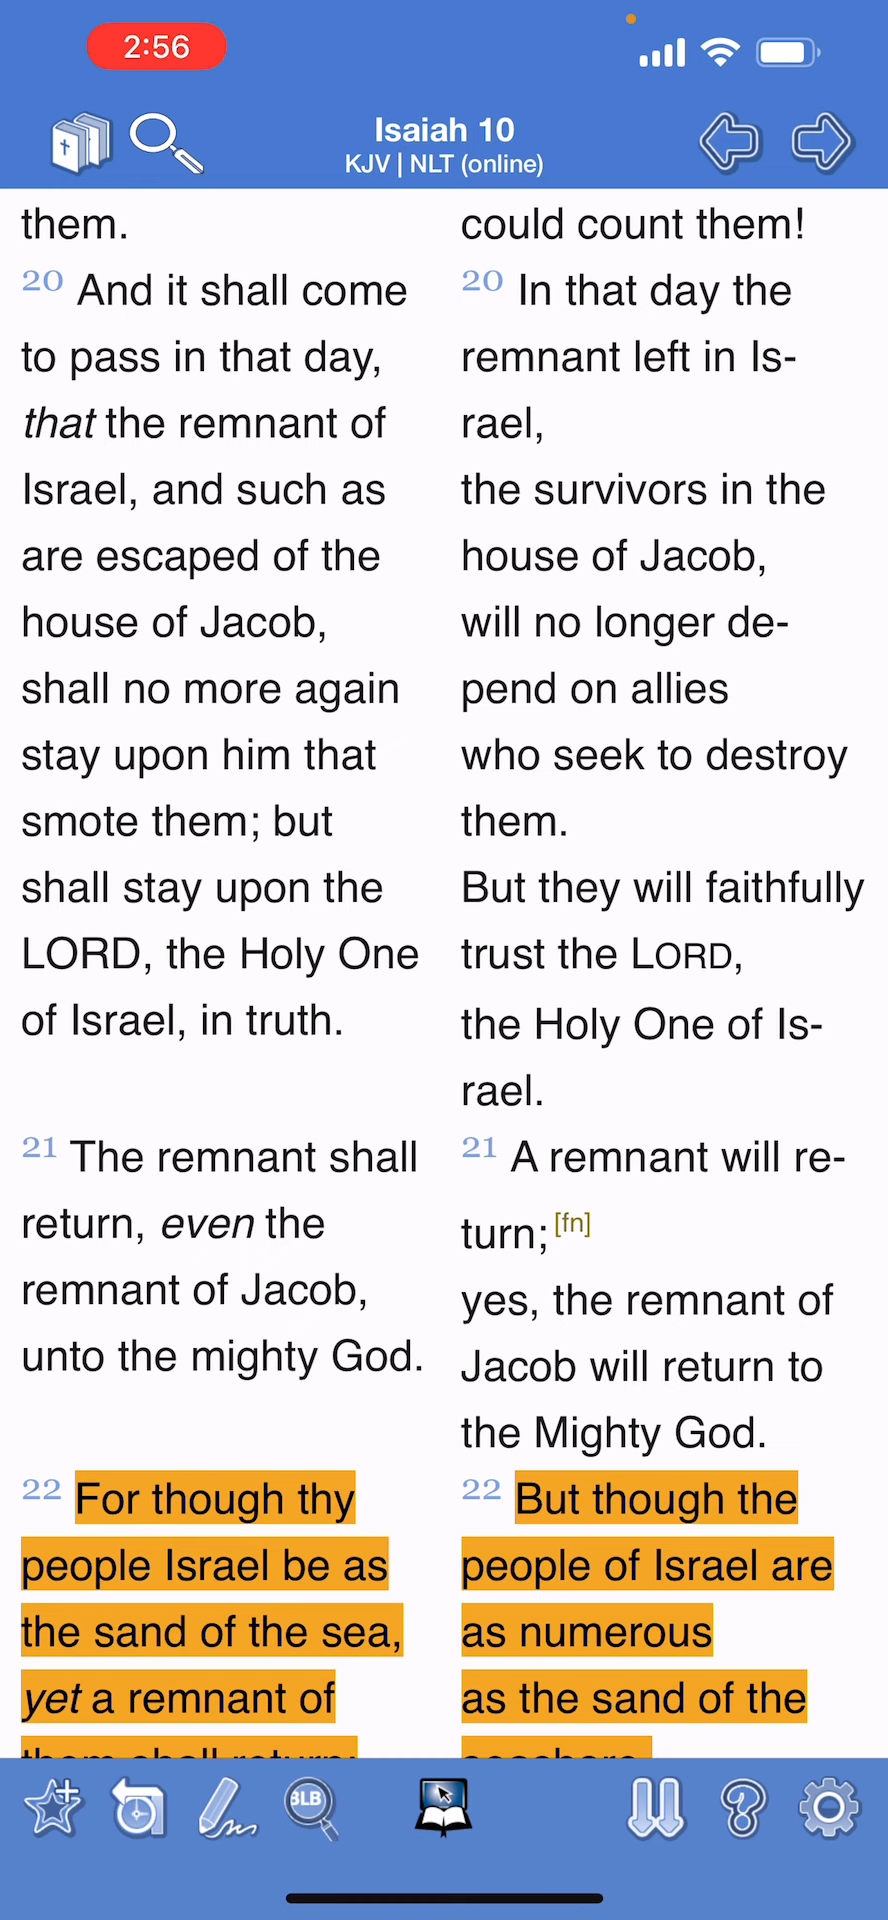 2:56
Isaiah 10
KJV | NLT (online)
them.
20 And it shall come
to pass in that day,
that the remnant of
Israel, and such as
are escaped of the
house of Jacob,
shall no more again
stay upon him that
smote them; but
shall stay upon the
LORD, the Holy One
of Israel, in truth.
21 The remnant shall
return, even the
remnant of Jacob,
unto the mighty God.
22 For though thy
people Israel be as
the sand of the sea,
yet a remnant of
them shall return:
could count them!
20 In that day the
remnant left in Is-
rael,
the survivors in the
house of Jacob,
will no longer de-
pend on allies
who seek to destroy
them.
But they will faithfully
trust the LORD,
the Holy One of Is-
rael.
21 A remnant will re-
turn;[fn]
yes, the remnant of
Jacob will return to
the Mighty God.
22 But though the
people of Israel are
as numerous
as the sand of the
seashore,
BLB